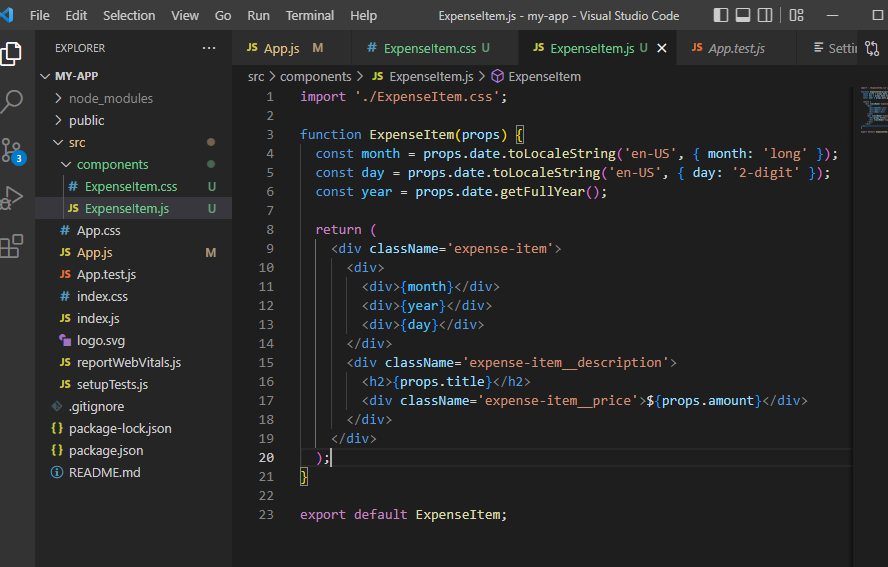 File Edit Selection View Go Run Terminal Help ExpenseItem.js - my-app - Visual Studio Code
EXPLORER
MY-APP
node_modules
public
src
components
# ExpenseItem.css U
JS ExpenseItem.js U
# App.css
JS App.js M
JS App.test.js
# index.css
JS index.js
logo.svg
JS reportWebVitals.js
JS setupTests.js
.gitignore
{} package-lock.json
{} package.json
README.md
3
JS App.js M # ExpenseItem.css U JS ExpenseItem.js U JS App.test.js
src > components > JS ExpenseItem.js > ExpenseItem
1 import './ExpenseItem.css';
2
3 function ExpenseItem(props) {
4 const month = props.date.toLocaleString('en-US', { month: 'long' });
5 const day = props.date.toLocaleString('en-US', { day: '2-digit' });
6 const year = props.date.getFullYear();
7
8 return (
9 <div className='expense-item'>
10 <div>
11 <div>{month}</div>
12 <div>{year}</div>
13 <div>{day}</div>
14 </div>
15 <div className='expense-item__description'>
16 <h2>{props.title}</h2>
17 <div className='expense-item__price'>${props.amount}</div>
18 </div>
19 </div>
20 );
21 }
22
23 export default ExpenseItem;